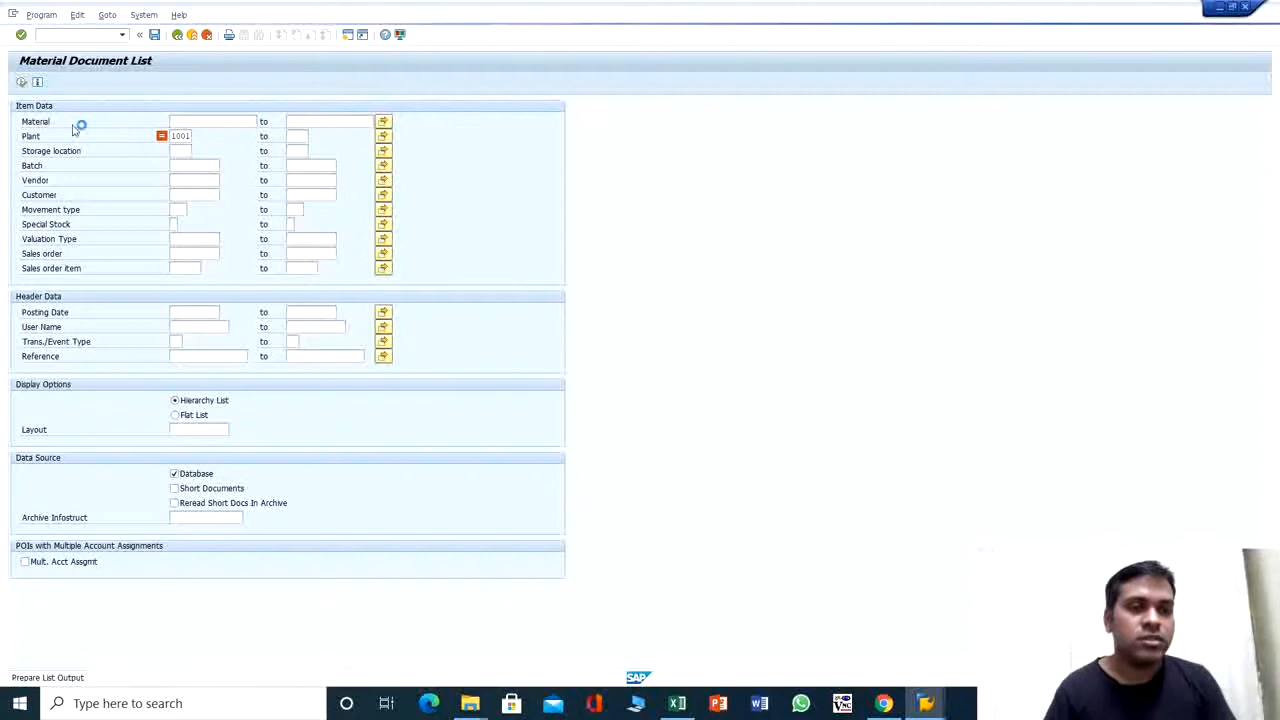 Program Edit Goto System Help
Material Document List
Item Data
Material to
Plant = 1001 to
Storage location to
Batch to
Vendor to
Customer to
Movement type to
Special Stock to
Valuation Type to
Sales order to
Sales order item to
Header Data
Posting Date to
User Name to
Trans./Event Type to
Reference to
Display Options
Hierarchy List
Flat List
Layout
Data Source
Database
Short Documents
Reread Short Docs In Archive
Archive Infostruct
POIs with Multiple Account Assignments
Mult. Acct Assgmt
Prepare List Output
SAP
Type here to search